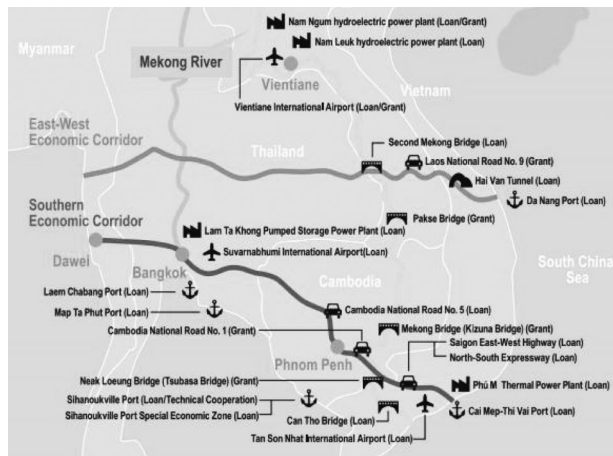 Nam Ngum hydroelectric power plant (Loan/Grant)
Myanmar
Nam Leuk hydroelectric power plant (Loan)
Mekong River
Vientiane
Vietnam
Vientiane International Airport (Loan/Grant)
East-West
Economic Corridor
Second Mekong Bridge (Loan)
Thailand
Laos National Road No. 9 (Grant)
Hai Van Tunnel (Loan)
Da Nang Port (Loan)
Southern
Economic Corridor
Pakse Bridge (Grant)
Lam Ta Khong Pumped Storage Power Plant (Loan)
Suvarnabhumi International Airport(Loan)
Dawei
Bangkok
South China
Sea
Cambodia
Laem Chabang Port (Loan)
Map Ta Phut Port (Loan)
Cambodia National Road No. 5 (Loan)
Cambodia National Road No. 1 (Grant)
Mekong Bridge (Kizuna Bridge) (Grant)
Saigon East-West Highway (Loan)
North-South Expressway (Loan)
Phnom Penh
Neak Loeung Bridge (Tsubasa Bridge) (Grant)
Phú M Thermal Power Plant (Loan)
Sihanoukville Port (Loan/Technical Cooperation)
Cai Mep-Thi Vai Port (Loan)
Sihanoukville Port Special Economic Zone (Loan)
Can Tho Bridge (Loan)
Tan Son Nhat International Airport (Loan)